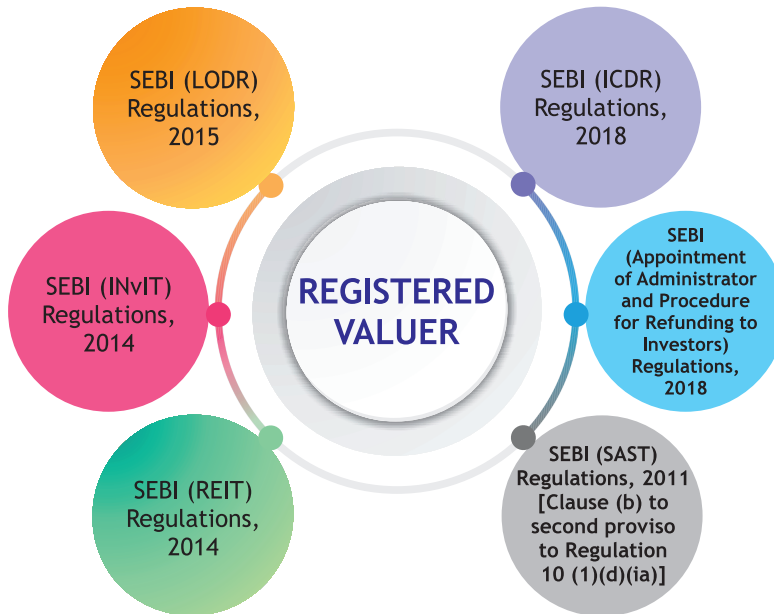 SEBI (LODR)
Regulations,
2015
SEBI (ICDR)
Regulations,
2018
SEBI (INvIT)
Regulations,
2014
REGISTERED
VALUER
SEBI
(Appointment
of Administrator
and Procedure
for Refunding to
Investors)
Regulations,
2018
SEBI (REIT)
Regulations,
2014
SEBI (SAST)
Regulations, 2011
[Clause (b) to
second proviso
to Regulation
10 (1)(d)(ia)]